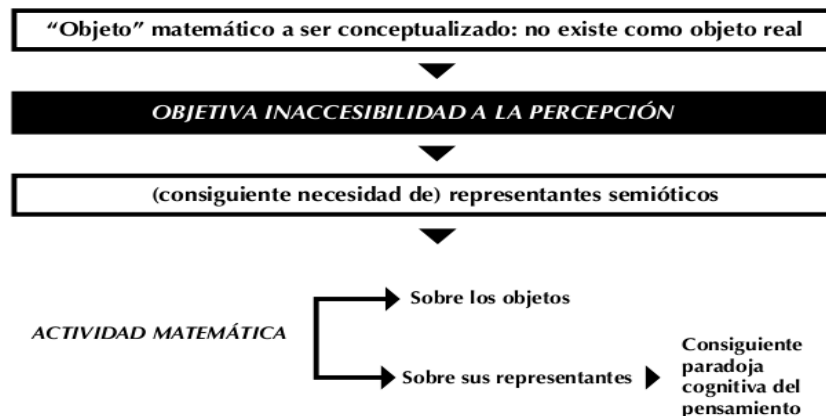 “Objeto” matemático a ser conceptualizado: no existe como objeto real
OBJETIVA INACCESIBILIDAD A LA PERCEPCIÓN
(consiguiente necesidad de) representantes semióticos
Sobre los objetos
ACTIVIDAD MATEMÁTICA
Sobre sus representantes
Consiguiente
paradoja
cognitiva del
pensamiento